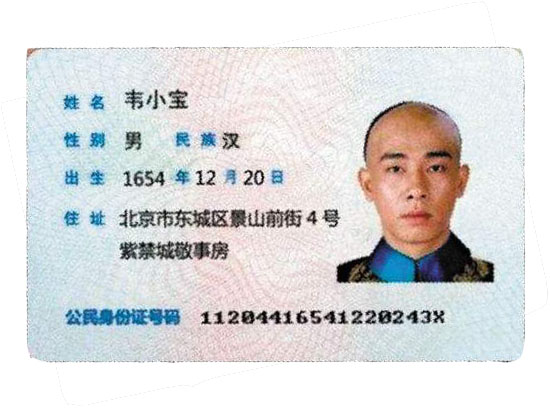 姓名 韦小宝
性别 男 民族 汉
出生 1654 年 12 月 20 日
住址 北京市东城区景山前街 4 号
紫禁城敬事房
公民身份证号码 11204416541220243X